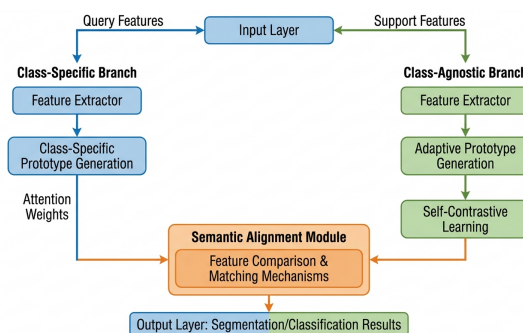 Query Features
Support Features
Input Layer
Class-Specific Branch
Class-Agnostic Branch
Feature Extractor
Feature Extractor
Class-Specific
Prototype Generation
Adaptive Prototype
Generation
Attention
Weights
Self-Contrastive
Learning
Semantic Alignment Module
Feature Comparison &
Matching Mechanisms
Output Layer: Segmentation/Classification Results